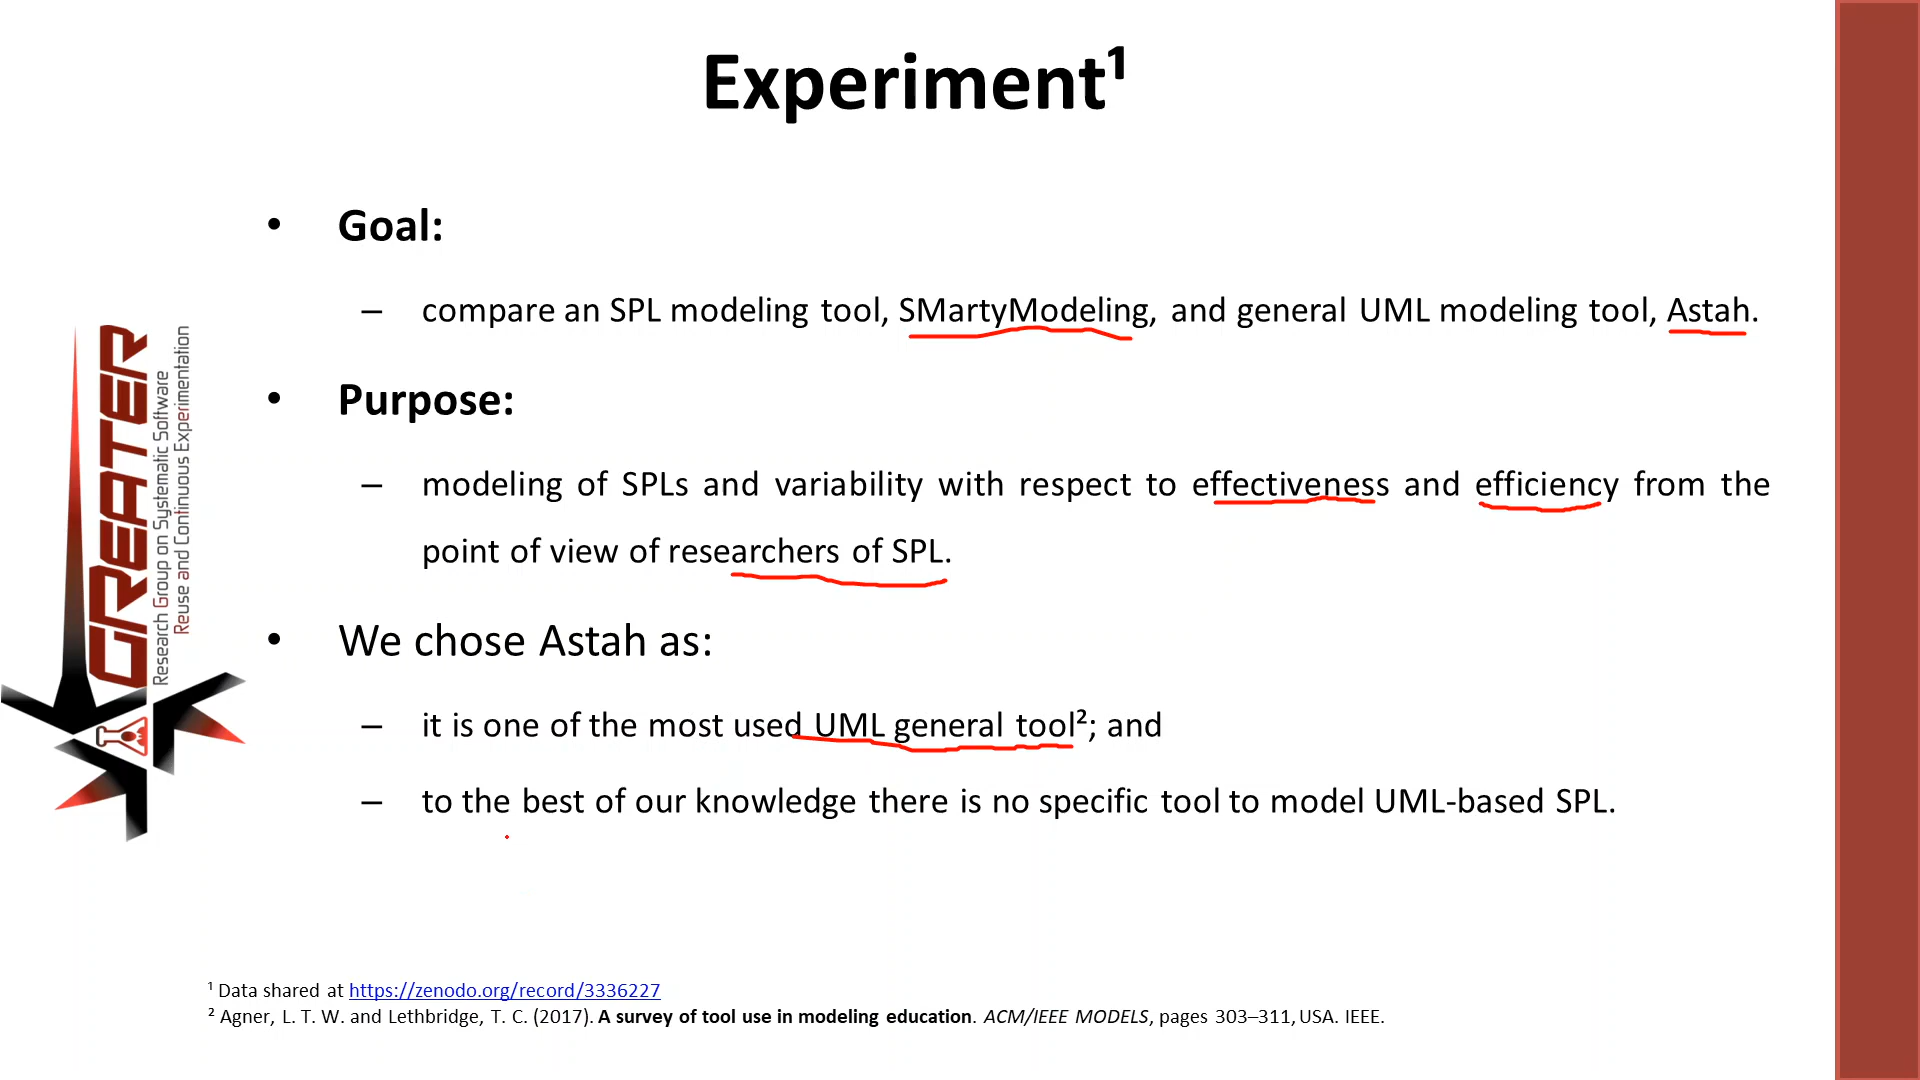 Experiment¹
• Goal:
– compare an SPL modeling tool, SMartyModeling, and general UML modeling tool, Astah.
• Purpose:
– modeling of SPLs and variability with respect to effectiveness and efficiency from the
point of view of researchers of SPL.
• We chose Astah as:
– it is one of the most used UML general tool²; and
– to the best of our knowledge there is no specific tool to model UML-based SPL.
GREATER
Research Group on Systematic Software
Reuse and Continuous Experimentation
¹ Data shared at https://zenodo.org/record/3336227
² Agner, L. T. W. and Lethbridge, T. C. (2017). A survey of tool use in modeling education. ACM/IEEE MODELS, pages 303–311, USA. IEEE.